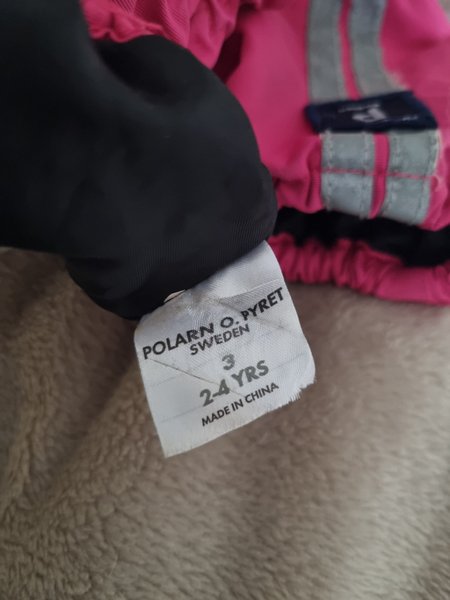 POLARN O. PYRET
SWEDEN
3
2-4 YRS
MADE IN CHINA